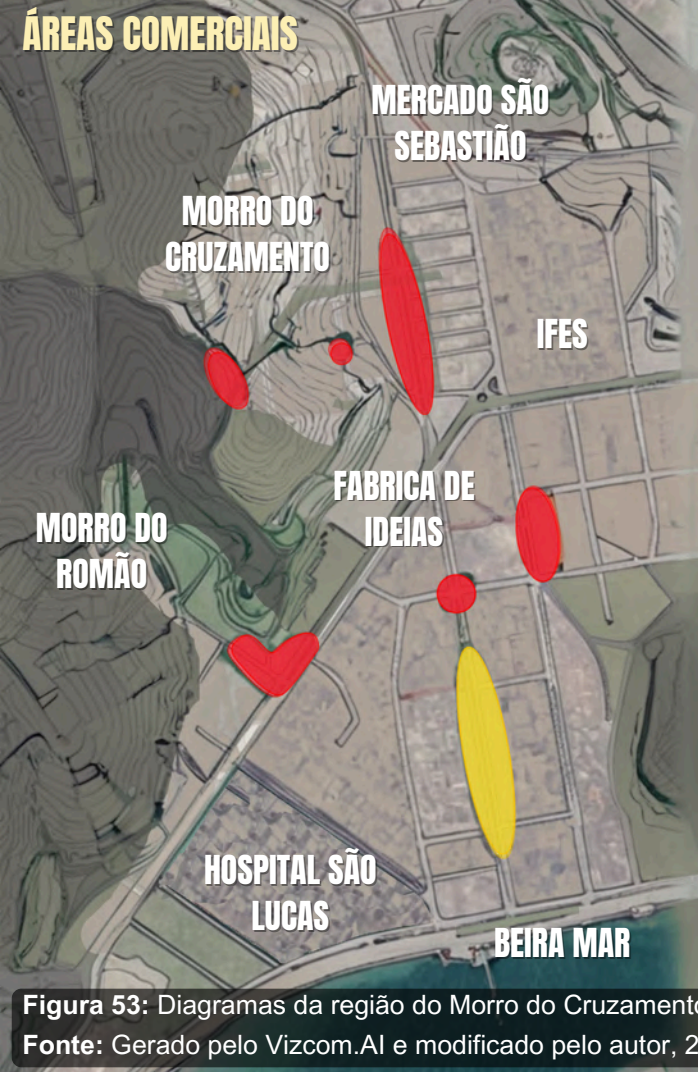 ÁREAS COMERCIAIS
MERCADO SÃO
SEBASTIÃO
MORRO DO
CRUZAMENTO
IFES
FABRICA DE
IDEIAS
MORRO DO
ROMÃO
HOSPITAL SÃO
LUCAS
BEIRA MAR
Figura 53: Diagramas da região do Morro do Cruzamento
Fonte: Gerado pelo Vizcom.AI e modificado pelo autor, 2